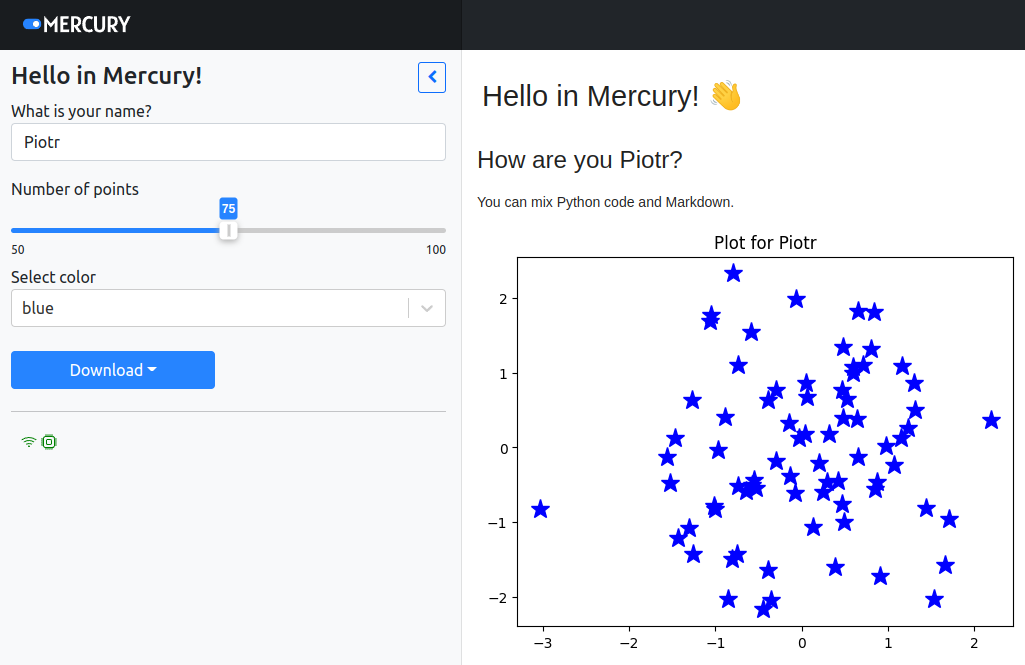 MERCURY
Hello in Mercury!
What is your name?
Piotr
Number of points
75
50 100
Select color
blue
Download
Hello in Mercury! 👋
How are you Piotr?
You can mix Python code and Markdown.
Plot for Piotr
2
1
0
−1
−2
−3 −2 −1 0 1 2